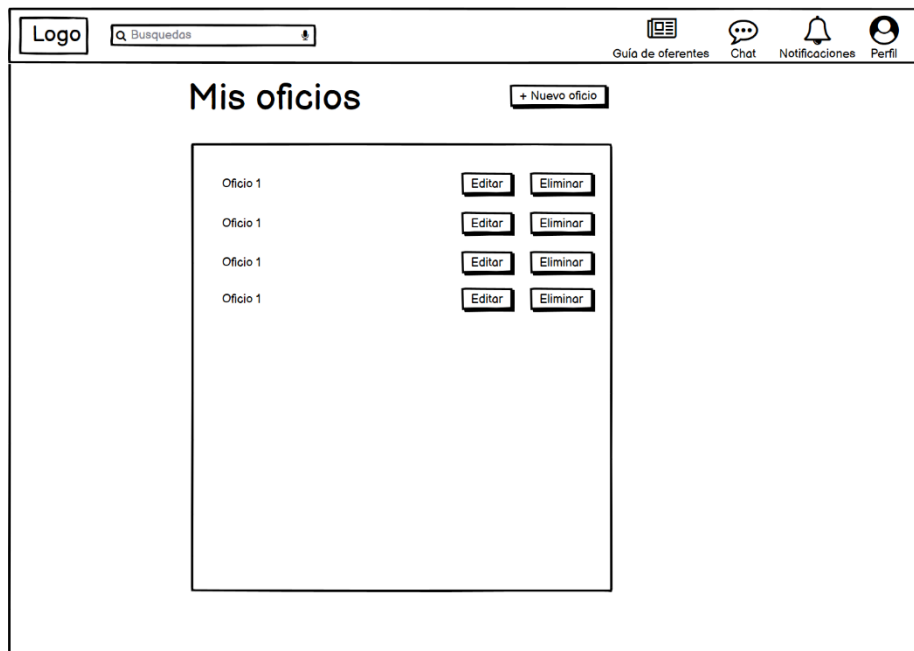 Logo
Busquedas
Guía de oferentes
Chat
Notificaciones
Perfil
Mis oficios
+ Nuevo oficio
Oficio 1 Editar Eliminar
Oficio 1 Editar Eliminar
Oficio 1 Editar Eliminar
Oficio 1 Editar Eliminar